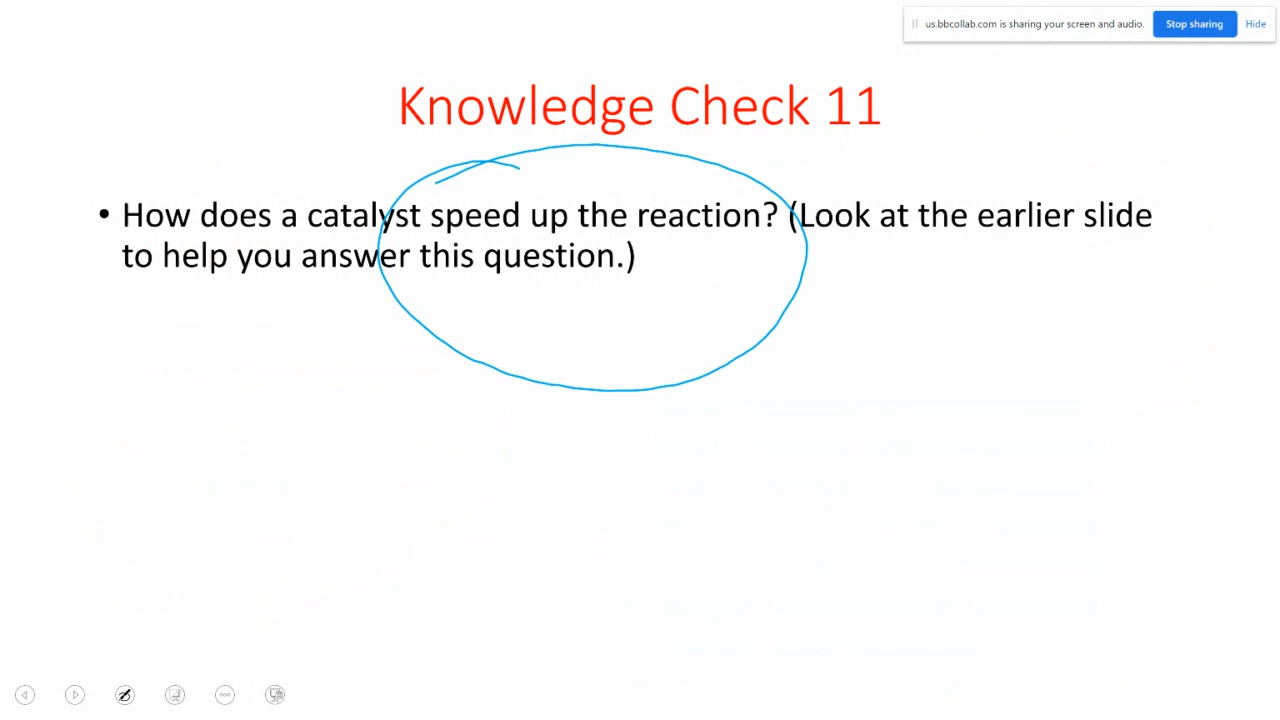 us.bbcollab.com is sharing your screen and audio. Stop sharing Hide
Knowledge Check 11
• How does a catalyst speed up the reaction? (Look at the earlier slide
to help you answer this question.)